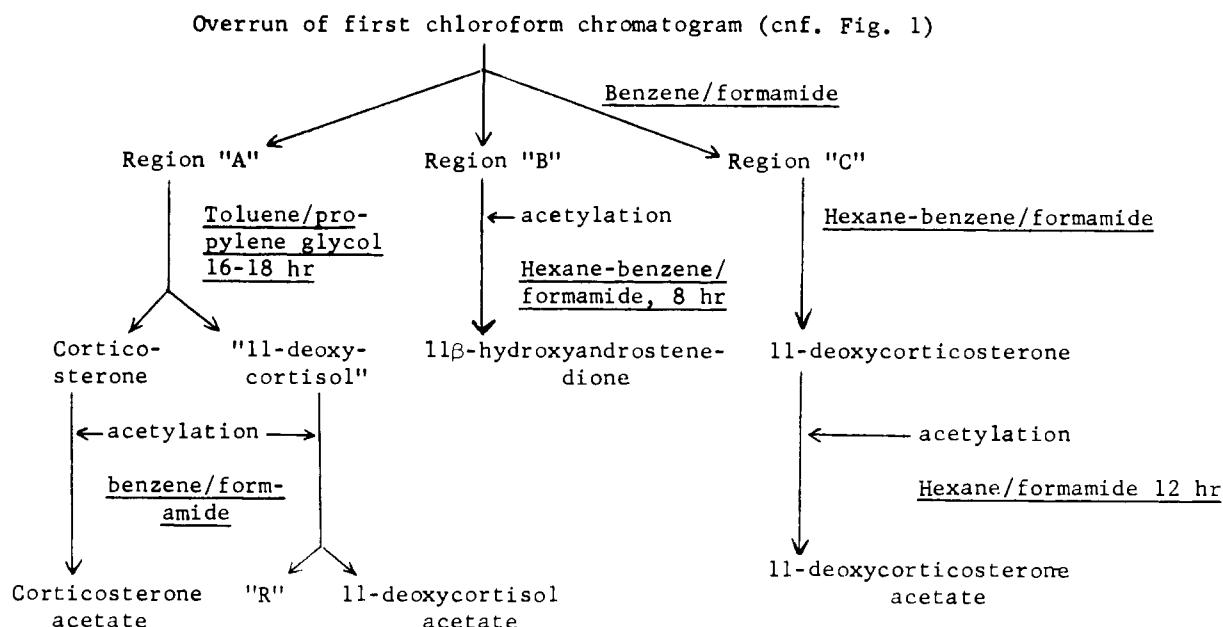 Overrun of first chloroform chromatogram (cnf. Fig. 1)
Benzene/formamide
Region "A"
Region "B"
Region "C"
Toluene/pro-
pylene glycol
16-18 hr
acetylation
Hexane-benzene/
formamide, 8 hr
Hexane-benzene/formamide
Cortico-
sterone
"11-deoxy-
cortisol"
11β-hydroxyandrostene-
dione
11-deoxycorticosterone
acetylation
benzene/form-
amide
acetylation
Hexane/formamide 12 hr
Corticosterone
acetate
"R"
11-deoxycortisol
acetate
11-deoxycorticosterone
acetate